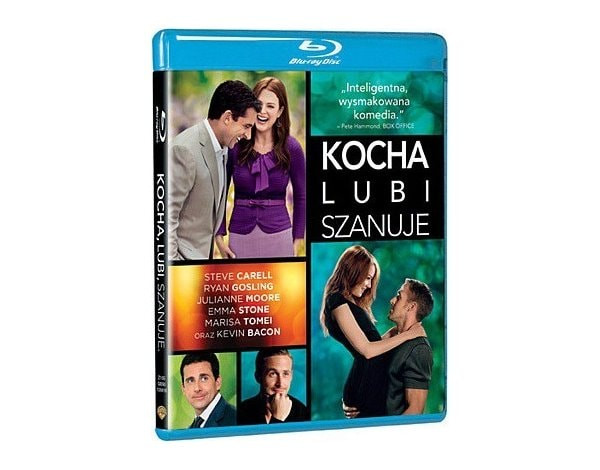 Blu-ray Disc
„Inteligentna,
wysmakowana
komedia."
– Pete Hammond, BOX OFFICE
KOCHA
LUBI
SZANUJE
STEVE CARELL
RYAN GOSLING
JULIANNE MOORE
EMMA STONE
MARISA TOMEI
ORAZ KEVIN BACON
KOCHA, LUBI, SZANUJE.